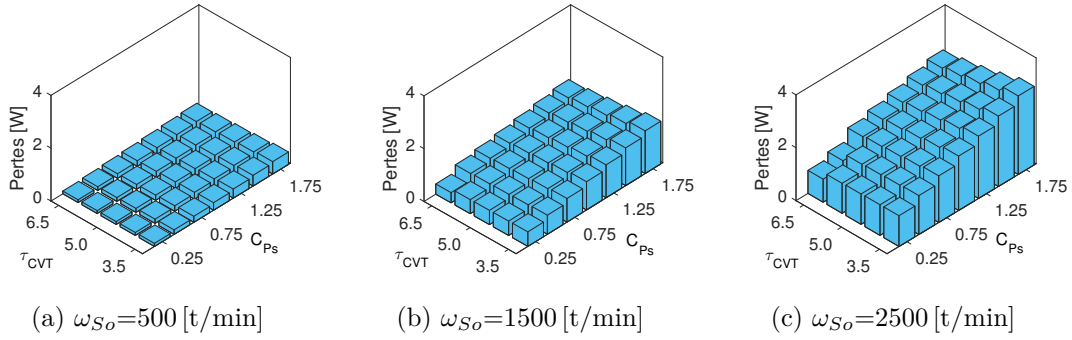 Pertes [W]
4
2
0
6.5
5.0
3.5
τCVT
0.25
0.75
1.25
1.75
CPs
(a) ωSo=500 [t/min]
Pertes [W]
4
2
0
6.5
5.0
3.5
τCVT
0.25
0.75
1.25
1.75
CPs
(b) ωSo=1500 [t/min]
Pertes [W]
4
2
0
6.5
5.0
3.5
τCVT
0.25
0.75
1.25
1.75
CPs
(c) ωSo=2500 [t/min]